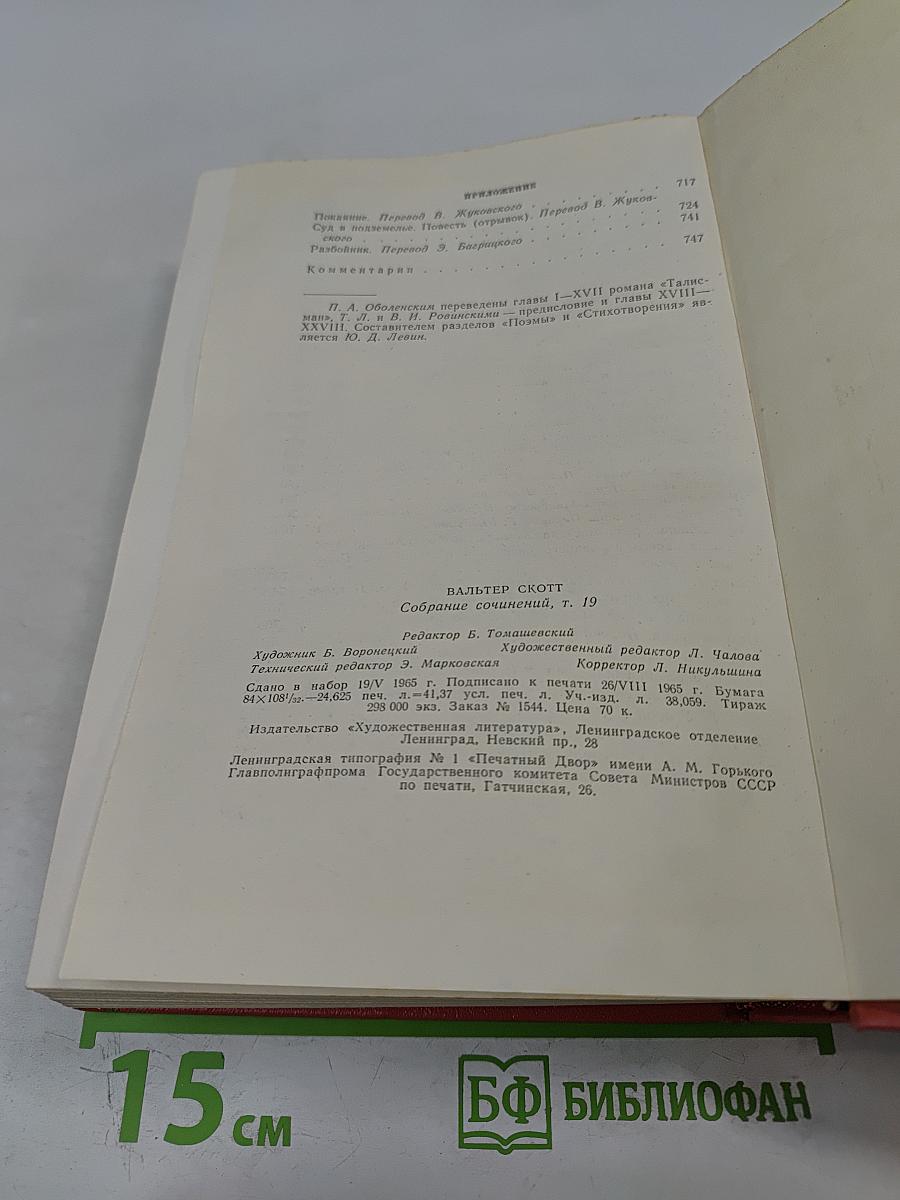 ПРИЛОЖЕНИЕ
Покаяние. Перевод В. Жуковского . . . . . . . . . 717
Суд в подземелье. Повесть (отрывок). Перевод В. Жуков-
ского . . . . . . . . . . . . . . . . . . 724
Разбойник. Перевод Э. Багрицкого . . . . . . . . . 741
Комментарии . . . . . . . . . . . . . . . . 747
П. А. Оболенским переведены главы I—XVII романа «Талис-
ман», Т. Л. и В. И. Ровинскими — предисловие и главы XVIII—
XXVIII. Составителем разделов «Поэмы» и «Стихотворения» яв-
ляется Ю. Д. Левин.
ВАЛЬТЕР СКОТТ
Собрание сочинений, т. 19
Редактор Б. Томашевский
Художник Б. Воронецкий Художественный редактор Л. Чалова
Технический редактор Э. Марковская Корректор Л. Никульшина
Сдано в набор 19/V 1965 г. Подписано к печати 26/VIII 1965 г. Бумага
84×108¹/₃₂.—24,625 печ. л.=41,37 усл. печ. л. Уч.-изд. л. 38,059. Тираж
298 000 экз. Заказ № 1544. Цена 70 к.
Издательство «Художественная литература», Ленинградское отделение
Ленинград, Невский пр., 28
Ленинградская типография № 1 «Печатный Двор» имени А. М. Горького
Главполиграфпрома Государственного комитета Совета Министров СССР
по печати, Гатчинская, 26.
15 см
БФ БИБЛИОФАН